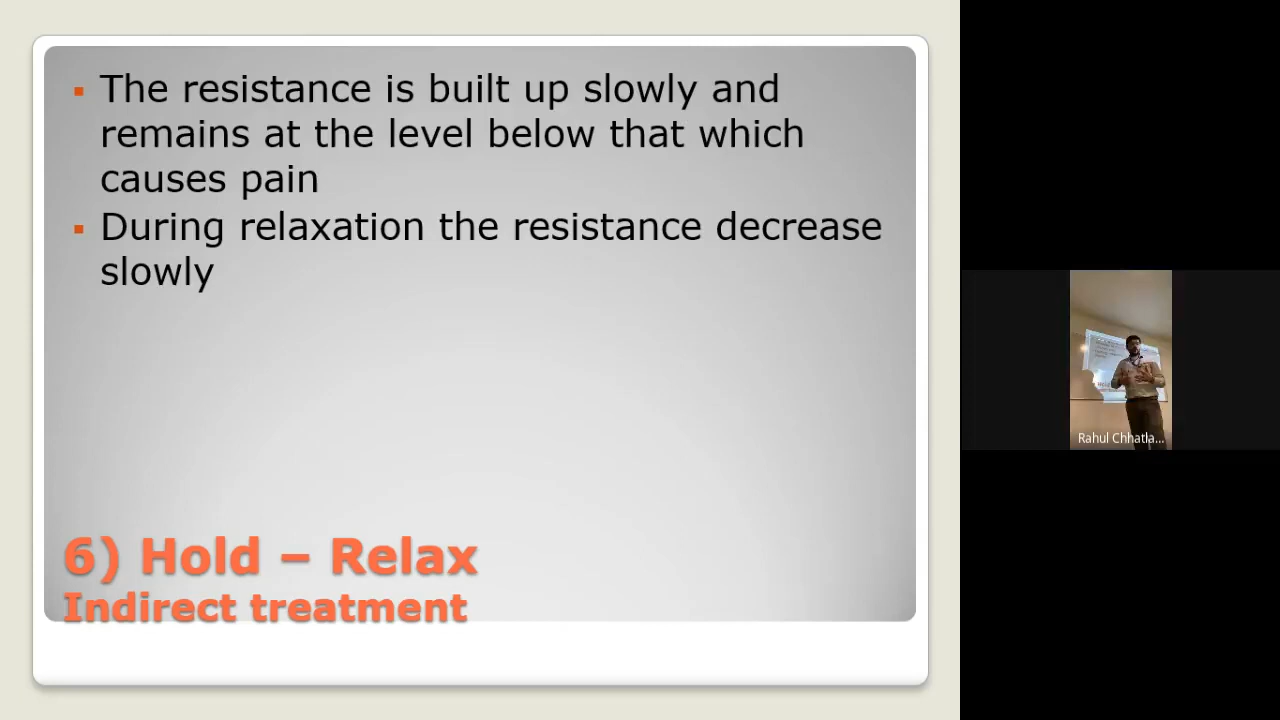 The resistance is built up slowly and
remains at the level below that which
causes pain
During relaxation the resistance decrease
slowly
6) Hold – Relax
Indirect treatment
Rahul Chhatla...